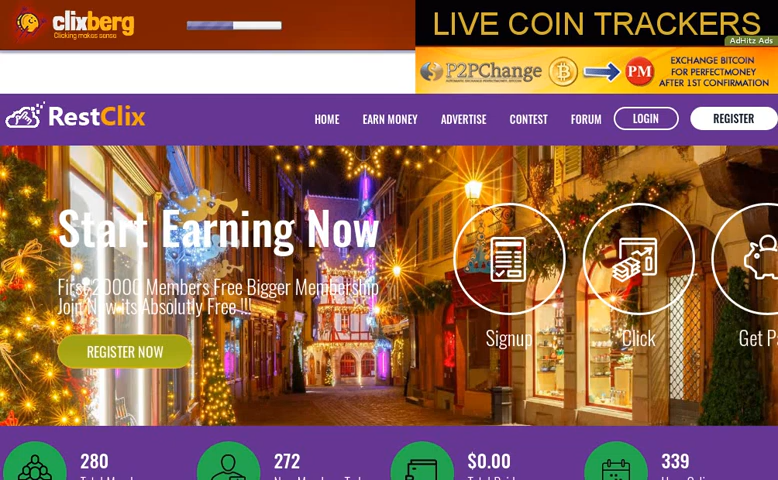 clixberg
Clicking makes sense
LIVE COIN TRACKERS
AdHitz Ads
P2PChange
PM
EXCHANGE BITCOIN
FOR PERFECTMONEY
AFTER 1ST CONFIRMATION
RestClix
HOME
EARN MONEY
ADVERTISE
CONTEST
FORUM
LOGIN
REGISTER
Start Earning Now
First 20000 Members Free Bigger Membership
Join Now its Absolutly Free !!!
REGISTER NOW
Signup
Click
Get Pa
280
272
$0.00
339